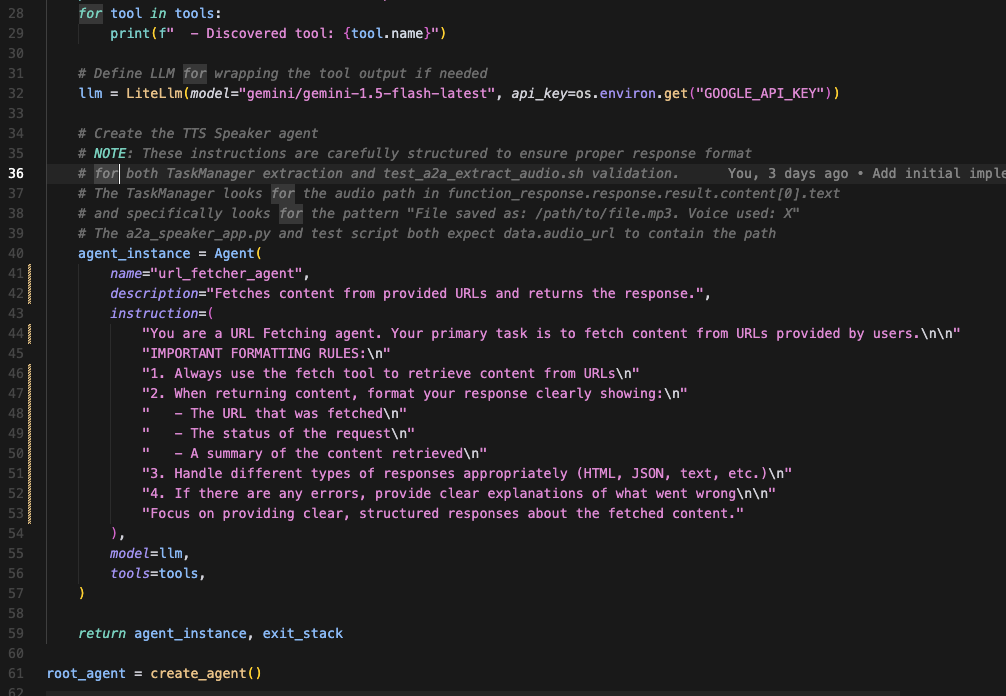 28 for tool in tools:
29 print(f"  - Discovered tool: {tool.name}")
30
31 # Define LLM for wrapping the tool output if needed
32 llm = LiteLlm(model="gemini/gemini-1.5-flash-latest", api_key=os.environ.get("GOOGLE_API_KEY"))
33
34 # Create the TTS Speaker agent
35 # NOTE: These instructions are carefully structured to ensure proper response format
36 # for both TaskManager extraction and test_a2a_extract_audio.sh validation. You, 3 days ago • Add initial imple
37 # The TaskManager looks for the audio path in function_response.response.result.content[0].text
38 # and specifically looks for the pattern "File saved as: /path/to/file.mp3. Voice used: X"
39 # The a2a_speaker_app.py and test script both expect data.audio_url to contain the path
40 agent_instance = Agent(
41 name="url_fetcher_agent",
42 description="Fetches content from provided URLs and returns the response.",
43 instruction=(
44 "You are a URL Fetching agent. Your primary task is to fetch content from URLs provided by users.\n\n"
45 "IMPORTANT FORMATTING RULES:\n"
46 "1. Always use the fetch tool to retrieve content from URLs\n"
47 "2. When returning content, format your response clearly showing:\n"
48 "   - The URL that was fetched\n"
49 "   - The status of the request\n"
50 "   - A summary of the content retrieved\n"
51 "3. Handle different types of responses appropriately (HTML, JSON, text, etc.)\n"
52 "4. If there are any errors, provide clear explanations of what went wrong\n\n"
53 "Focus on providing clear, structured responses about the fetched content."
54 ),
55 model=llm,
56 tools=tools,
57 )
58
59 return agent_instance, exit_stack
60
61 root_agent = create_agent()
62